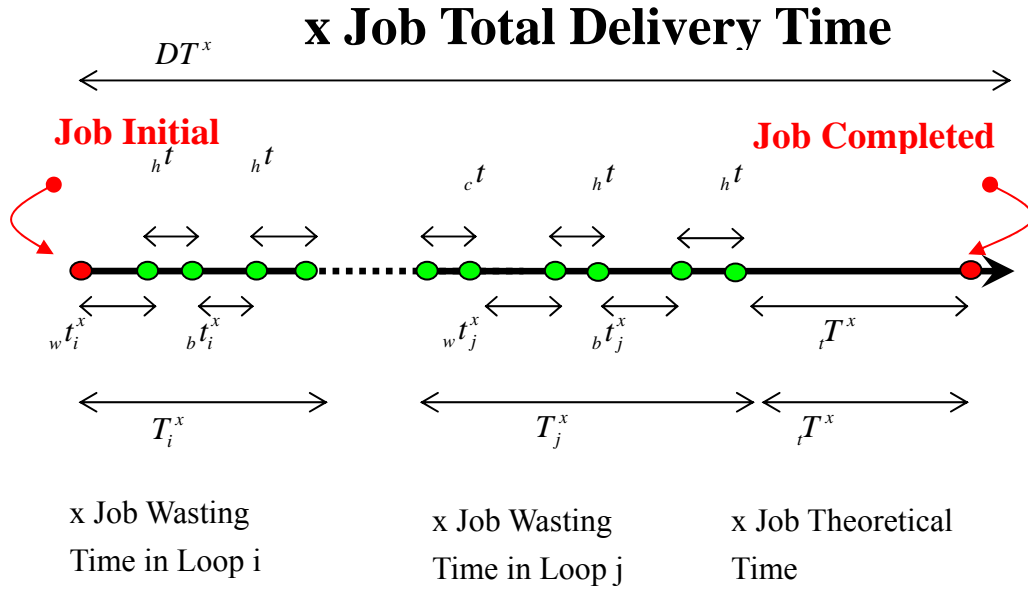 x Job Total Delivery Time
DT^x
Job Initial
Job Completed
_h t
_h t
_c t
_h t
_h t
_w t_i^x
_b t_i^x
_w t_j^x
_b t_j^x
_t T^x
T_i^x
T_j^x
_t T^x
x Job Wasting
Time in Loop i
x Job Wasting
Time in Loop j
x Job Theoretical
Time